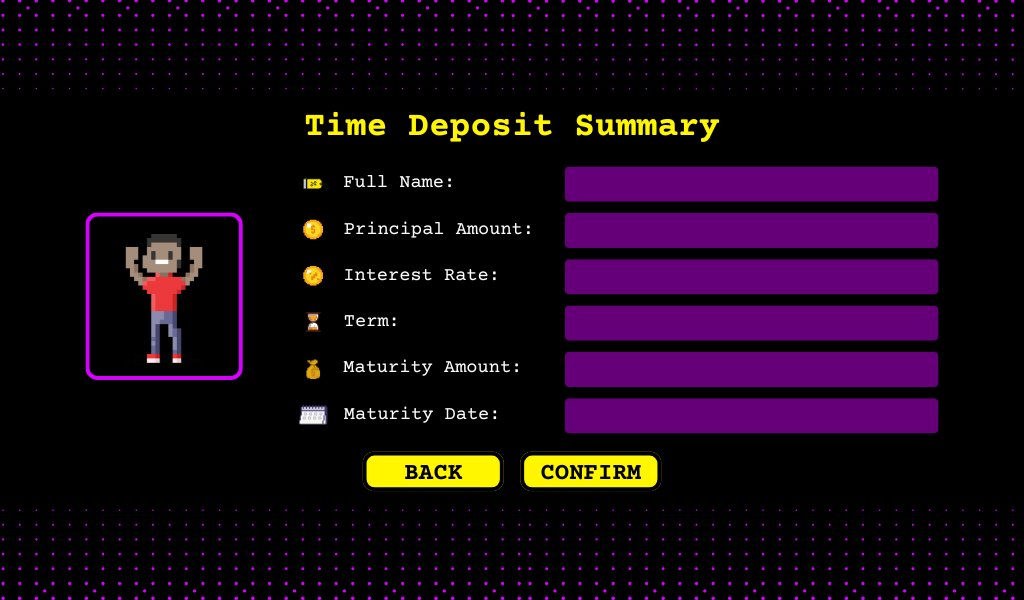 Time Deposit Summary
Full Name:
Principal Amount:
Interest Rate:
Term:
Maturity Amount:
Maturity Date:
BACK CONFIRM